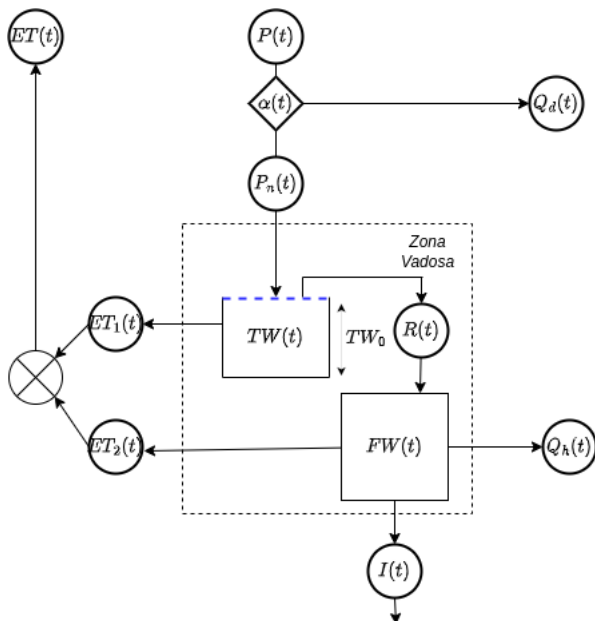 ET(t)
P(t)
α(t)
Q_d(t)
P_n(t)
Zona
Vadosa
ET_1(t)
TW(t)
TW_0
R(t)
ET_2(t)
FW(t)
Q_h(t)
I(t)